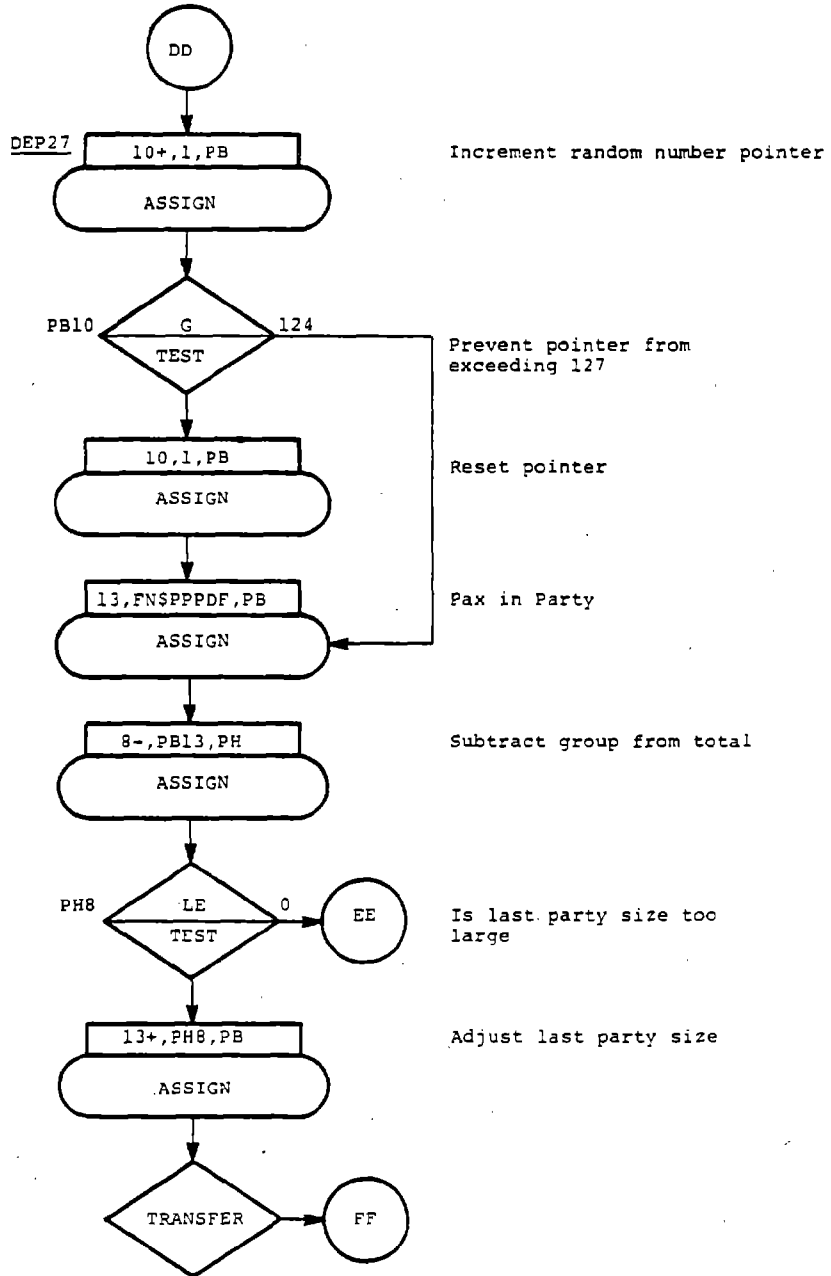 DD
DEP27
10+,1,PB
Increment random number pointer
ASSIGN
PB10
G
124
TEST
Prevent pointer from
exceeding 127
10,1,PB
Reset pointer
ASSIGN
13,FN$PPPDF,PB
Pax in Party
ASSIGN
8-,PB13,PH
Subtract group from total
ASSIGN
PH8
LE
0
EE
TEST
Is last party size too
large
13+,PH8,PB
Adjust last party size
ASSIGN
TRANSFER
FF